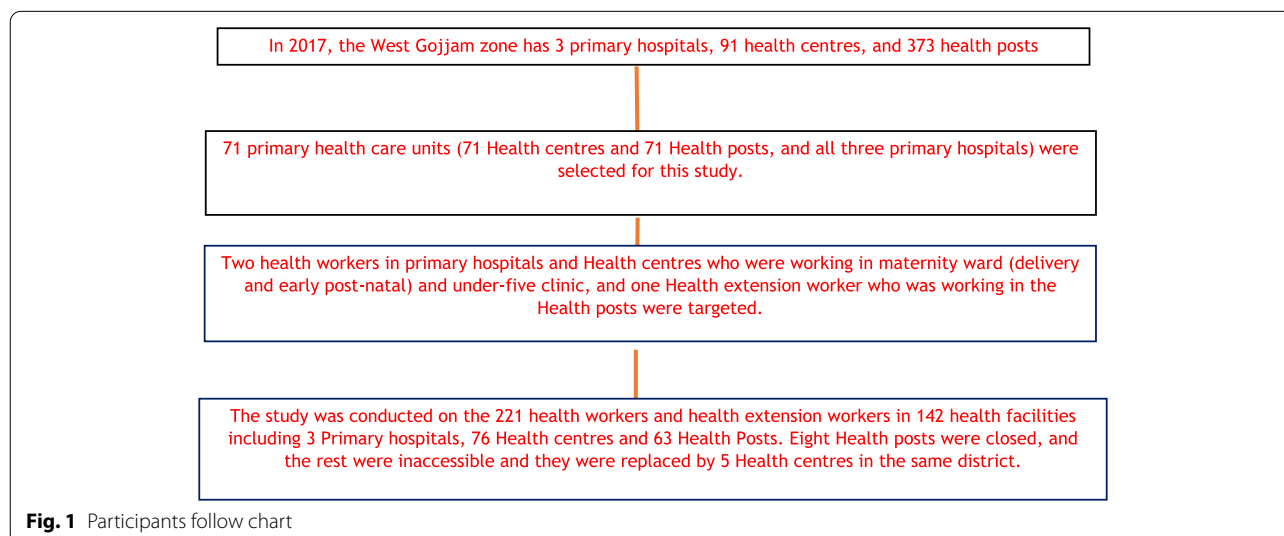 In 2017, the West Gojjam zone has 3 primary hospitals, 91 health centres, and 373 health posts
71 primary health care units (71 Health centres and 71 Health posts, and all three primary hospitals) were
selected for this study.
Two health workers in primary hospitals and Health centres who were working in maternity ward (delivery
and early post-natal) and under-five clinic, and one Health extension worker who was working in the
Health posts were targeted.
The study was conducted on the 221 health workers and health extension workers in 142 health facilities
including 3 Primary hospitals, 76 Health centres and 63 Health Posts. Eight Health posts were closed, and
the rest were inaccessible and they were replaced by 5 Health centres in the same district.
Fig. 1 Participants follow chart